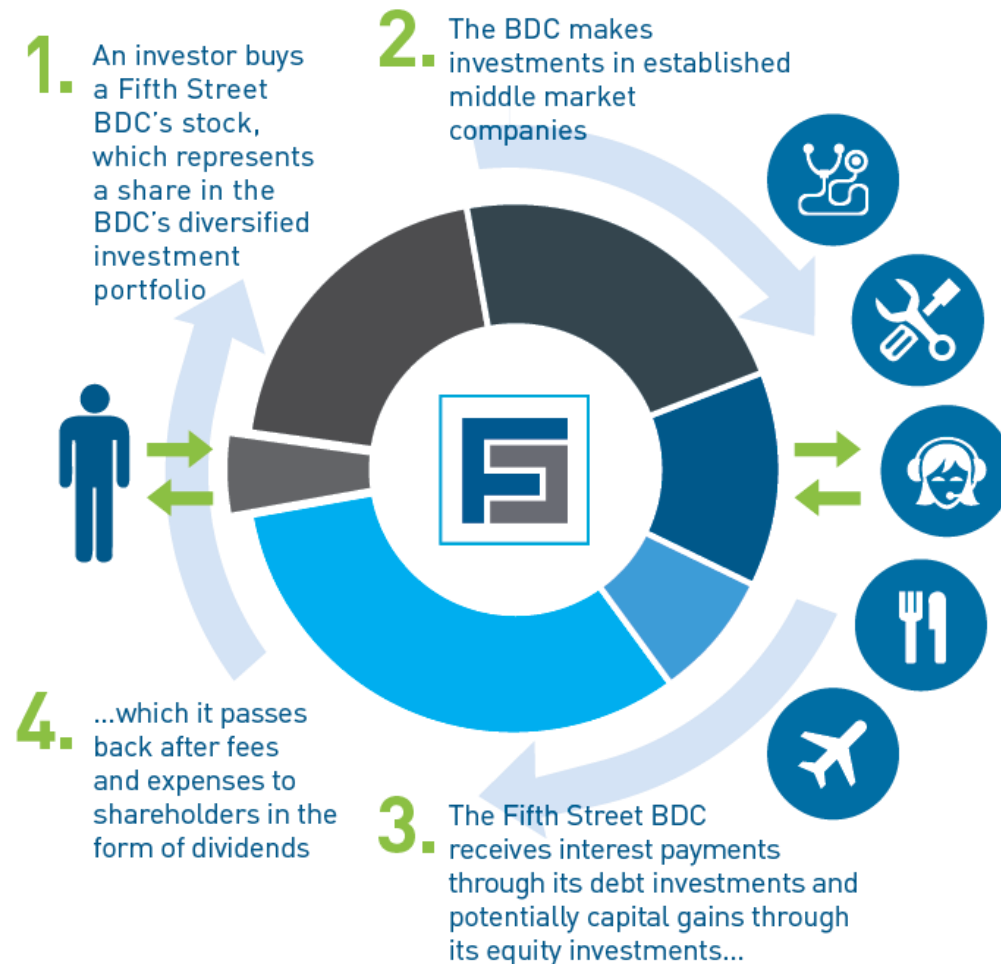 1.
An investor buys
a Fifth Street
BDC’s stock,
which represents
a share in the
BDC’s diversified
investment
portfolio
2.
The BDC makes
investments in established
middle market
companies
3.
The Fifth Street BDC
receives interest payments
through its debt investments and
potentially capital gains through
its equity investments...
4.
...which it passes
back after fees
and expenses to
shareholders in the
form of dividends